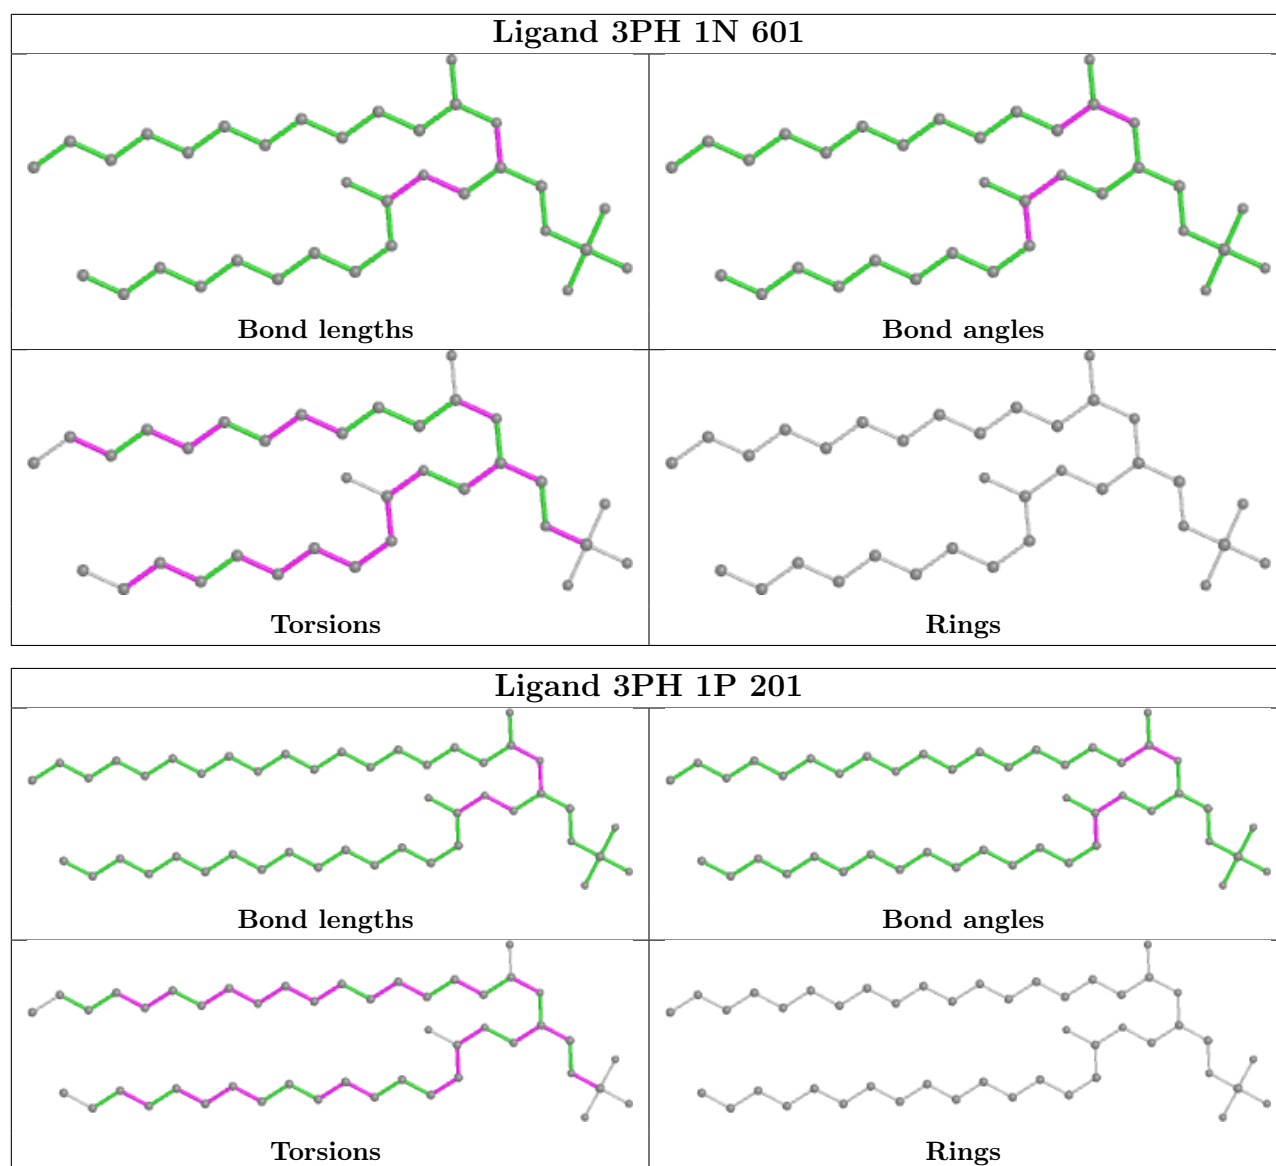 Ligand 3PH 1N 601
Bond lengths
Bond angles
Torsions
Rings
Ligand 3PH 1P 201
Bond lengths
Bond angles
Torsions
Rings